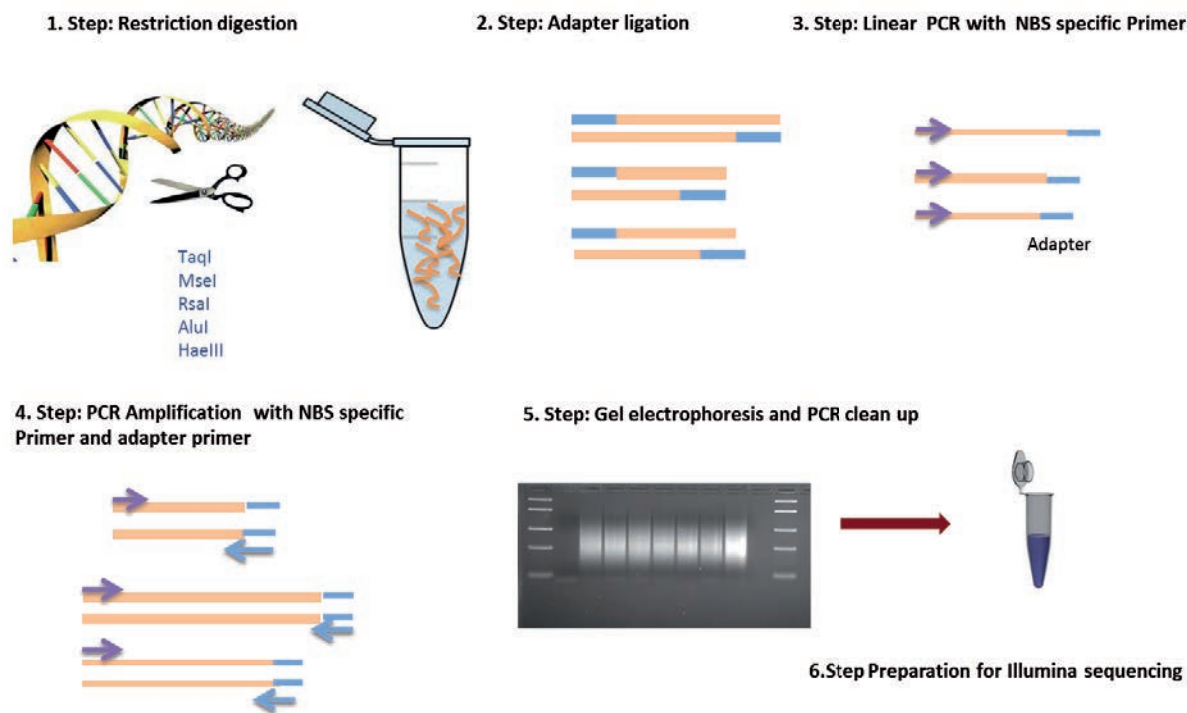 1. Step: Restriction digestion
2. Step: Adapter ligation
3. Step: Linear PCR with NBS specific Primer
TaqI
MseI
RsaI
AluI
HaeIII
Adapter
4. Step: PCR Amplification with NBS specific
Primer and adapter primer
5. Step: Gel electrophoresis and PCR clean up
6.Step Preparation for Illumina sequencing